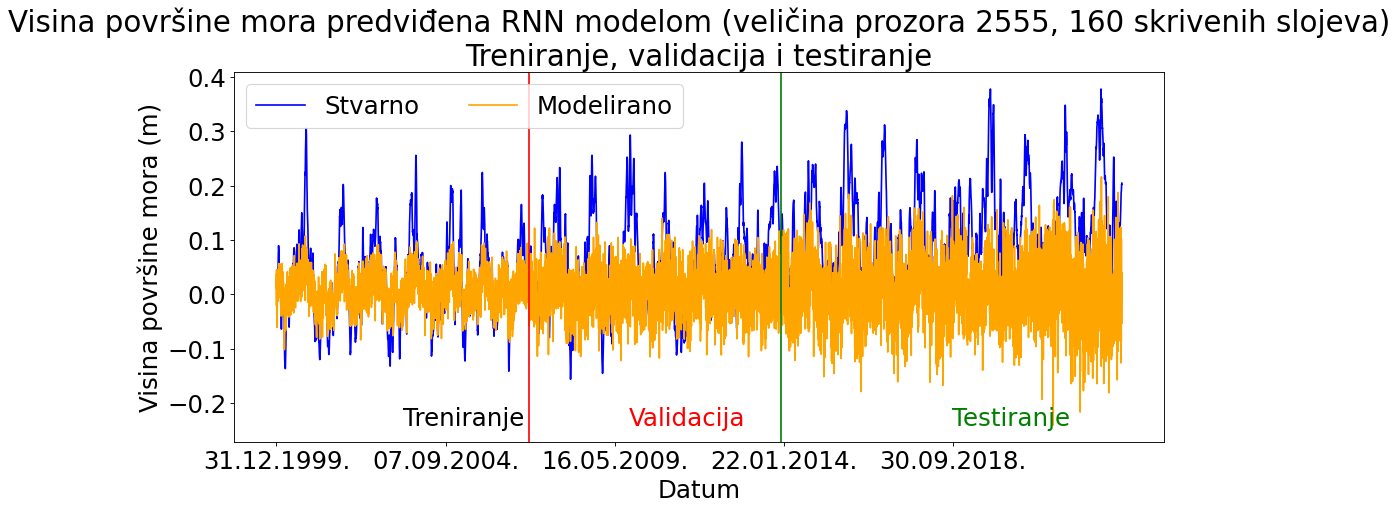 Visina površine mora predviđena RNN modelom (veličina prozora 2555, 160 skrivenih slojeva)
Treniranje, validacija i testiranje
Stvarno
Modelirano
Visina površine mora (m)
0.4
0.3
0.2
0.1
0.0
−0.1
−0.2
Treniranje
Validacija
Testiranje
31.12.1999.
07.09.2004.
16.05.2009.
22.01.2014.
30.09.2018.
Datum